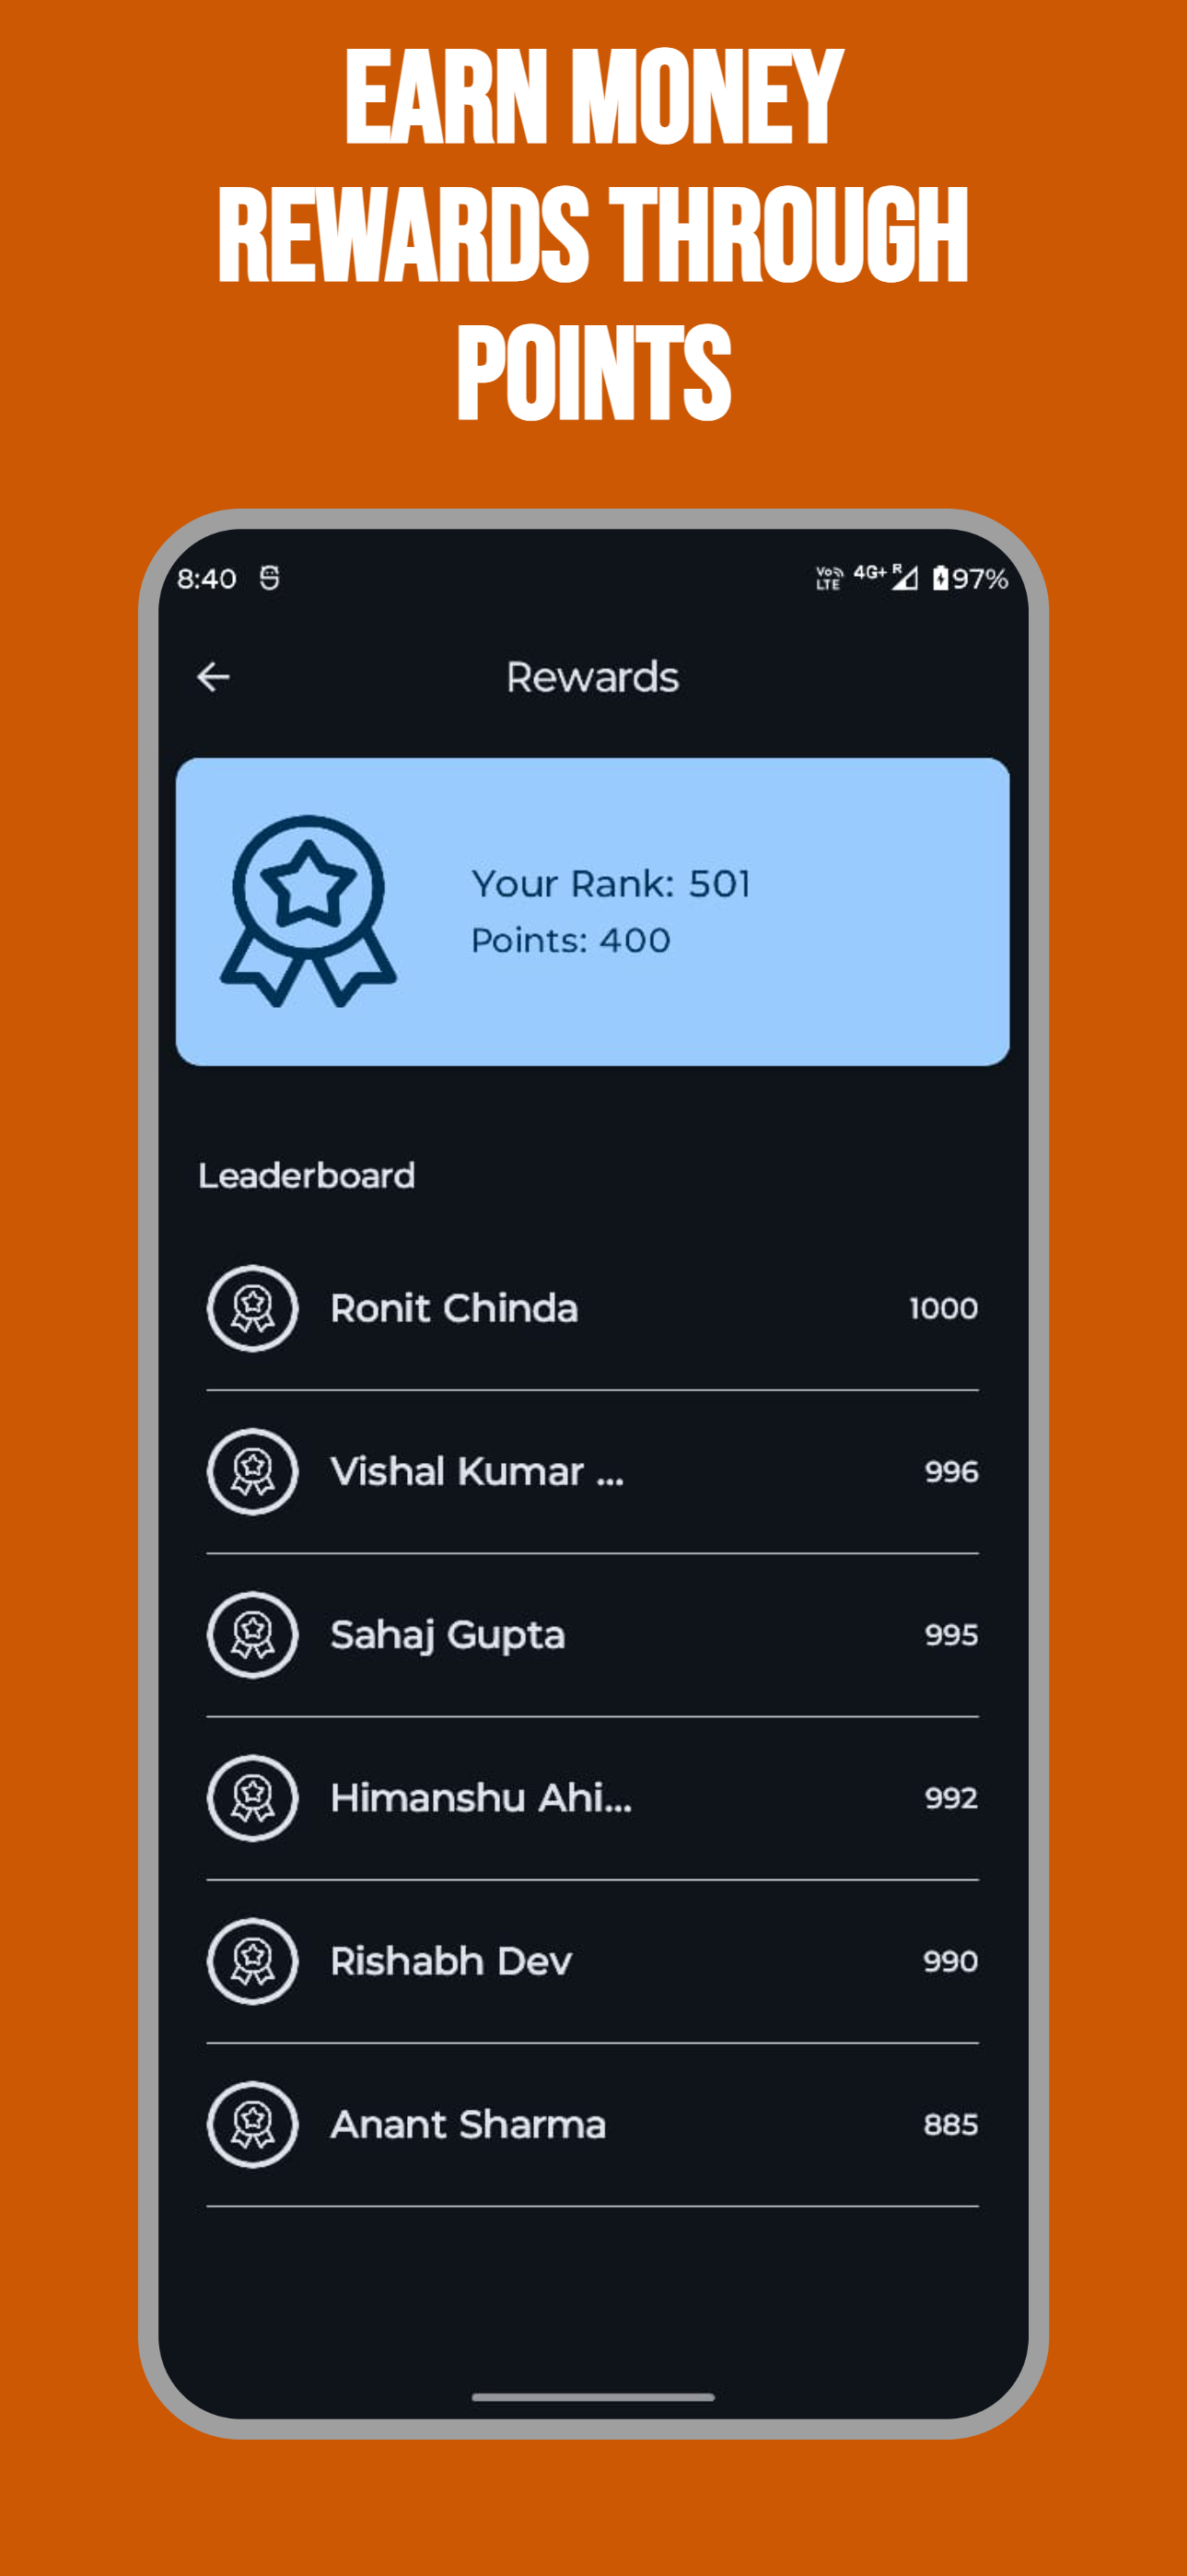 EARN MONEY
REWARDS THROUGH
POINTS
8:40
Vo LTE 4G+ R 97%
Rewards
Your Rank: 501
Points: 400
Leaderboard
Ronit Chinda 1000
Vishal Kumar ... 996
Sahaj Gupta 995
Himanshu Ahi... 992
Rishabh Dev 990
Anant Sharma 885